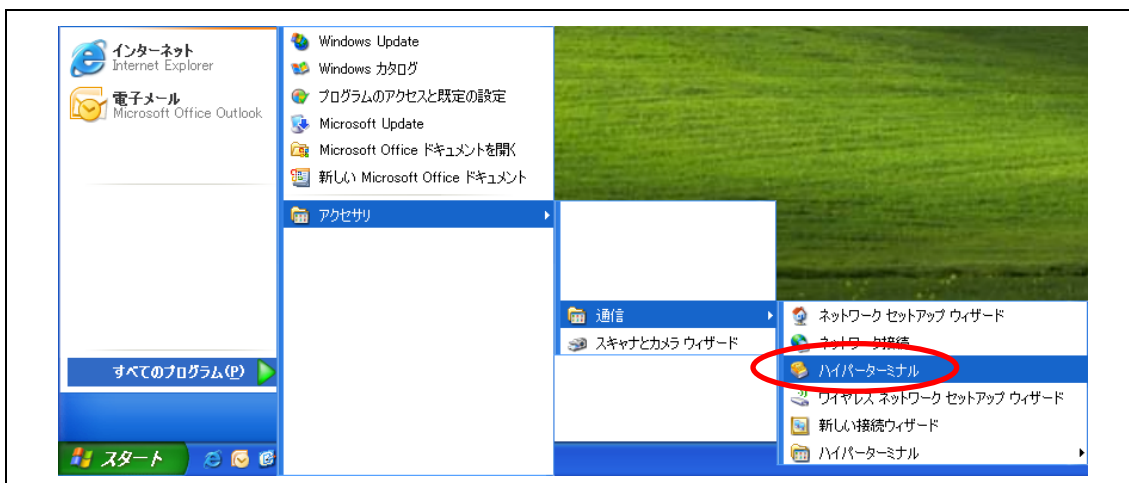 インターネット
Internet Explorer
電子メール
Microsoft Office Outlook
すべてのプログラム(P)
スタート
Windows Update
Windows カタログ
プログラムのアクセスと既定の設定
Microsoft Update
Microsoft Office ドキュメントを開く
新しい Microsoft Office ドキュメント
アクセサリ
通信
スキャナとカメラ ウィザード
ネットワーク セットアップ ウィザード
ネットワーク接続
ハイパーターミナル
ワイヤレス ネットワーク セットアップ ウィザード
新しい接続ウィザード
ハイパーターミナル